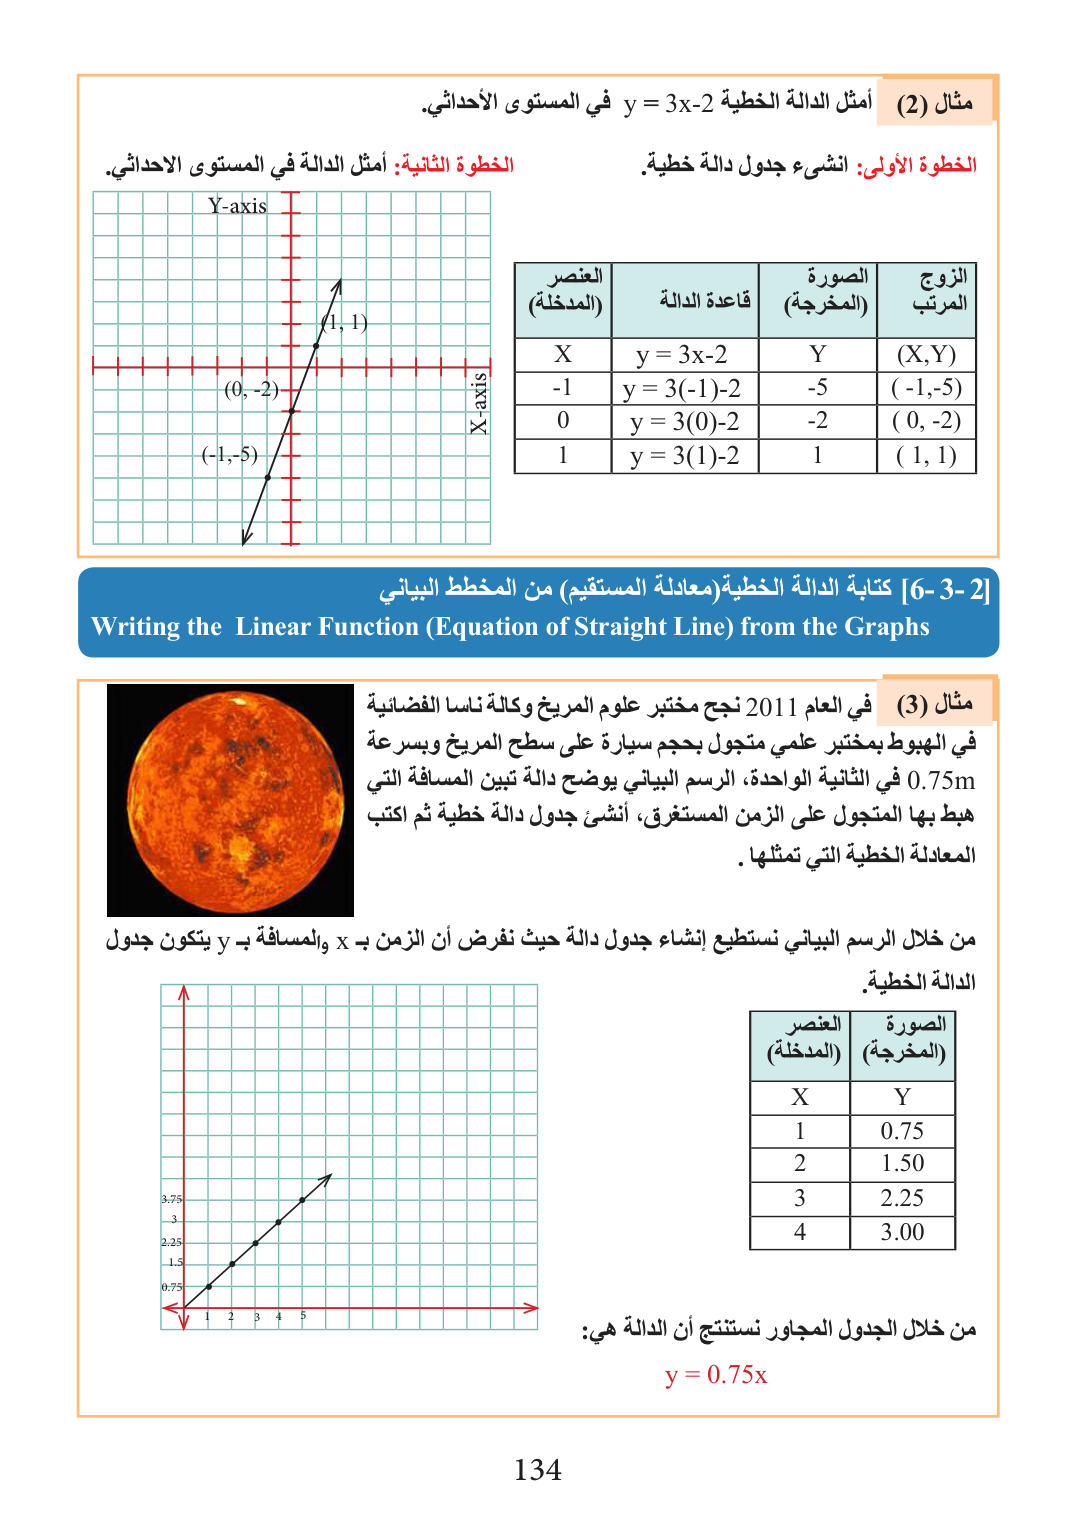 مثال (2) أمثل الدالة الخطية y = 3x-2 في المستوى الأحداثي.
الخطوة الأولى: انشىء جدول دالة خطية.
الخطوة الثانية: أمثل الدالة في المستوى الاحداثي.
العنصر (المدخلة) قاعدة الدالة الصورة (المخرجة) الزوج المرتب
X y = 3x-2 Y (X,Y)
-1 y = 3(-1)-2 -5 ( -1,-5)
0 y = 3(0)-2 -2 ( 0, -2)
1 y = 3(1)-2 1 ( 1, 1)
Y-axis
(1, 1)
(0, -2)
X-axis
(-1,-5)
[6-3-2] كتابة الدالة الخطية(معادلة المستقيم) من المخطط البياني
Writing the Linear Function (Equation of Straight Line) from the Graphs
مثال (3) في العام 2011 نجح مختبر علوم المريخ وكالة ناسا الفضائية
في الهبوط بمختبر علمي متجول بحجم سيارة على سطح المريخ وبسرعة
0.75m في الثانية الواحدة، الرسم البياني يوضح دالة تبين المسافة التي
هبط بها المتجول على الزمن المستغرق، أنشئ جدول دالة خطية ثم اكتب
المعادلة الخطية التي تمثلها .
من خلال الرسم البياني نستطيع إنشاء جدول دالة حيث نفرض أن الزمن بـ x والمسافة بـ y يتكون جدول
الدالة الخطية.
العنصر (المدخلة) الصورة (المخرجة)
X Y
1 0.75
2 1.50
3 2.25
4 3.00
3.75
3
2.25
1.5
0.75
1 2 3 4 5
من خلال الجدول المجاور نستنتج أن الدالة هي:
y = 0.75x
134